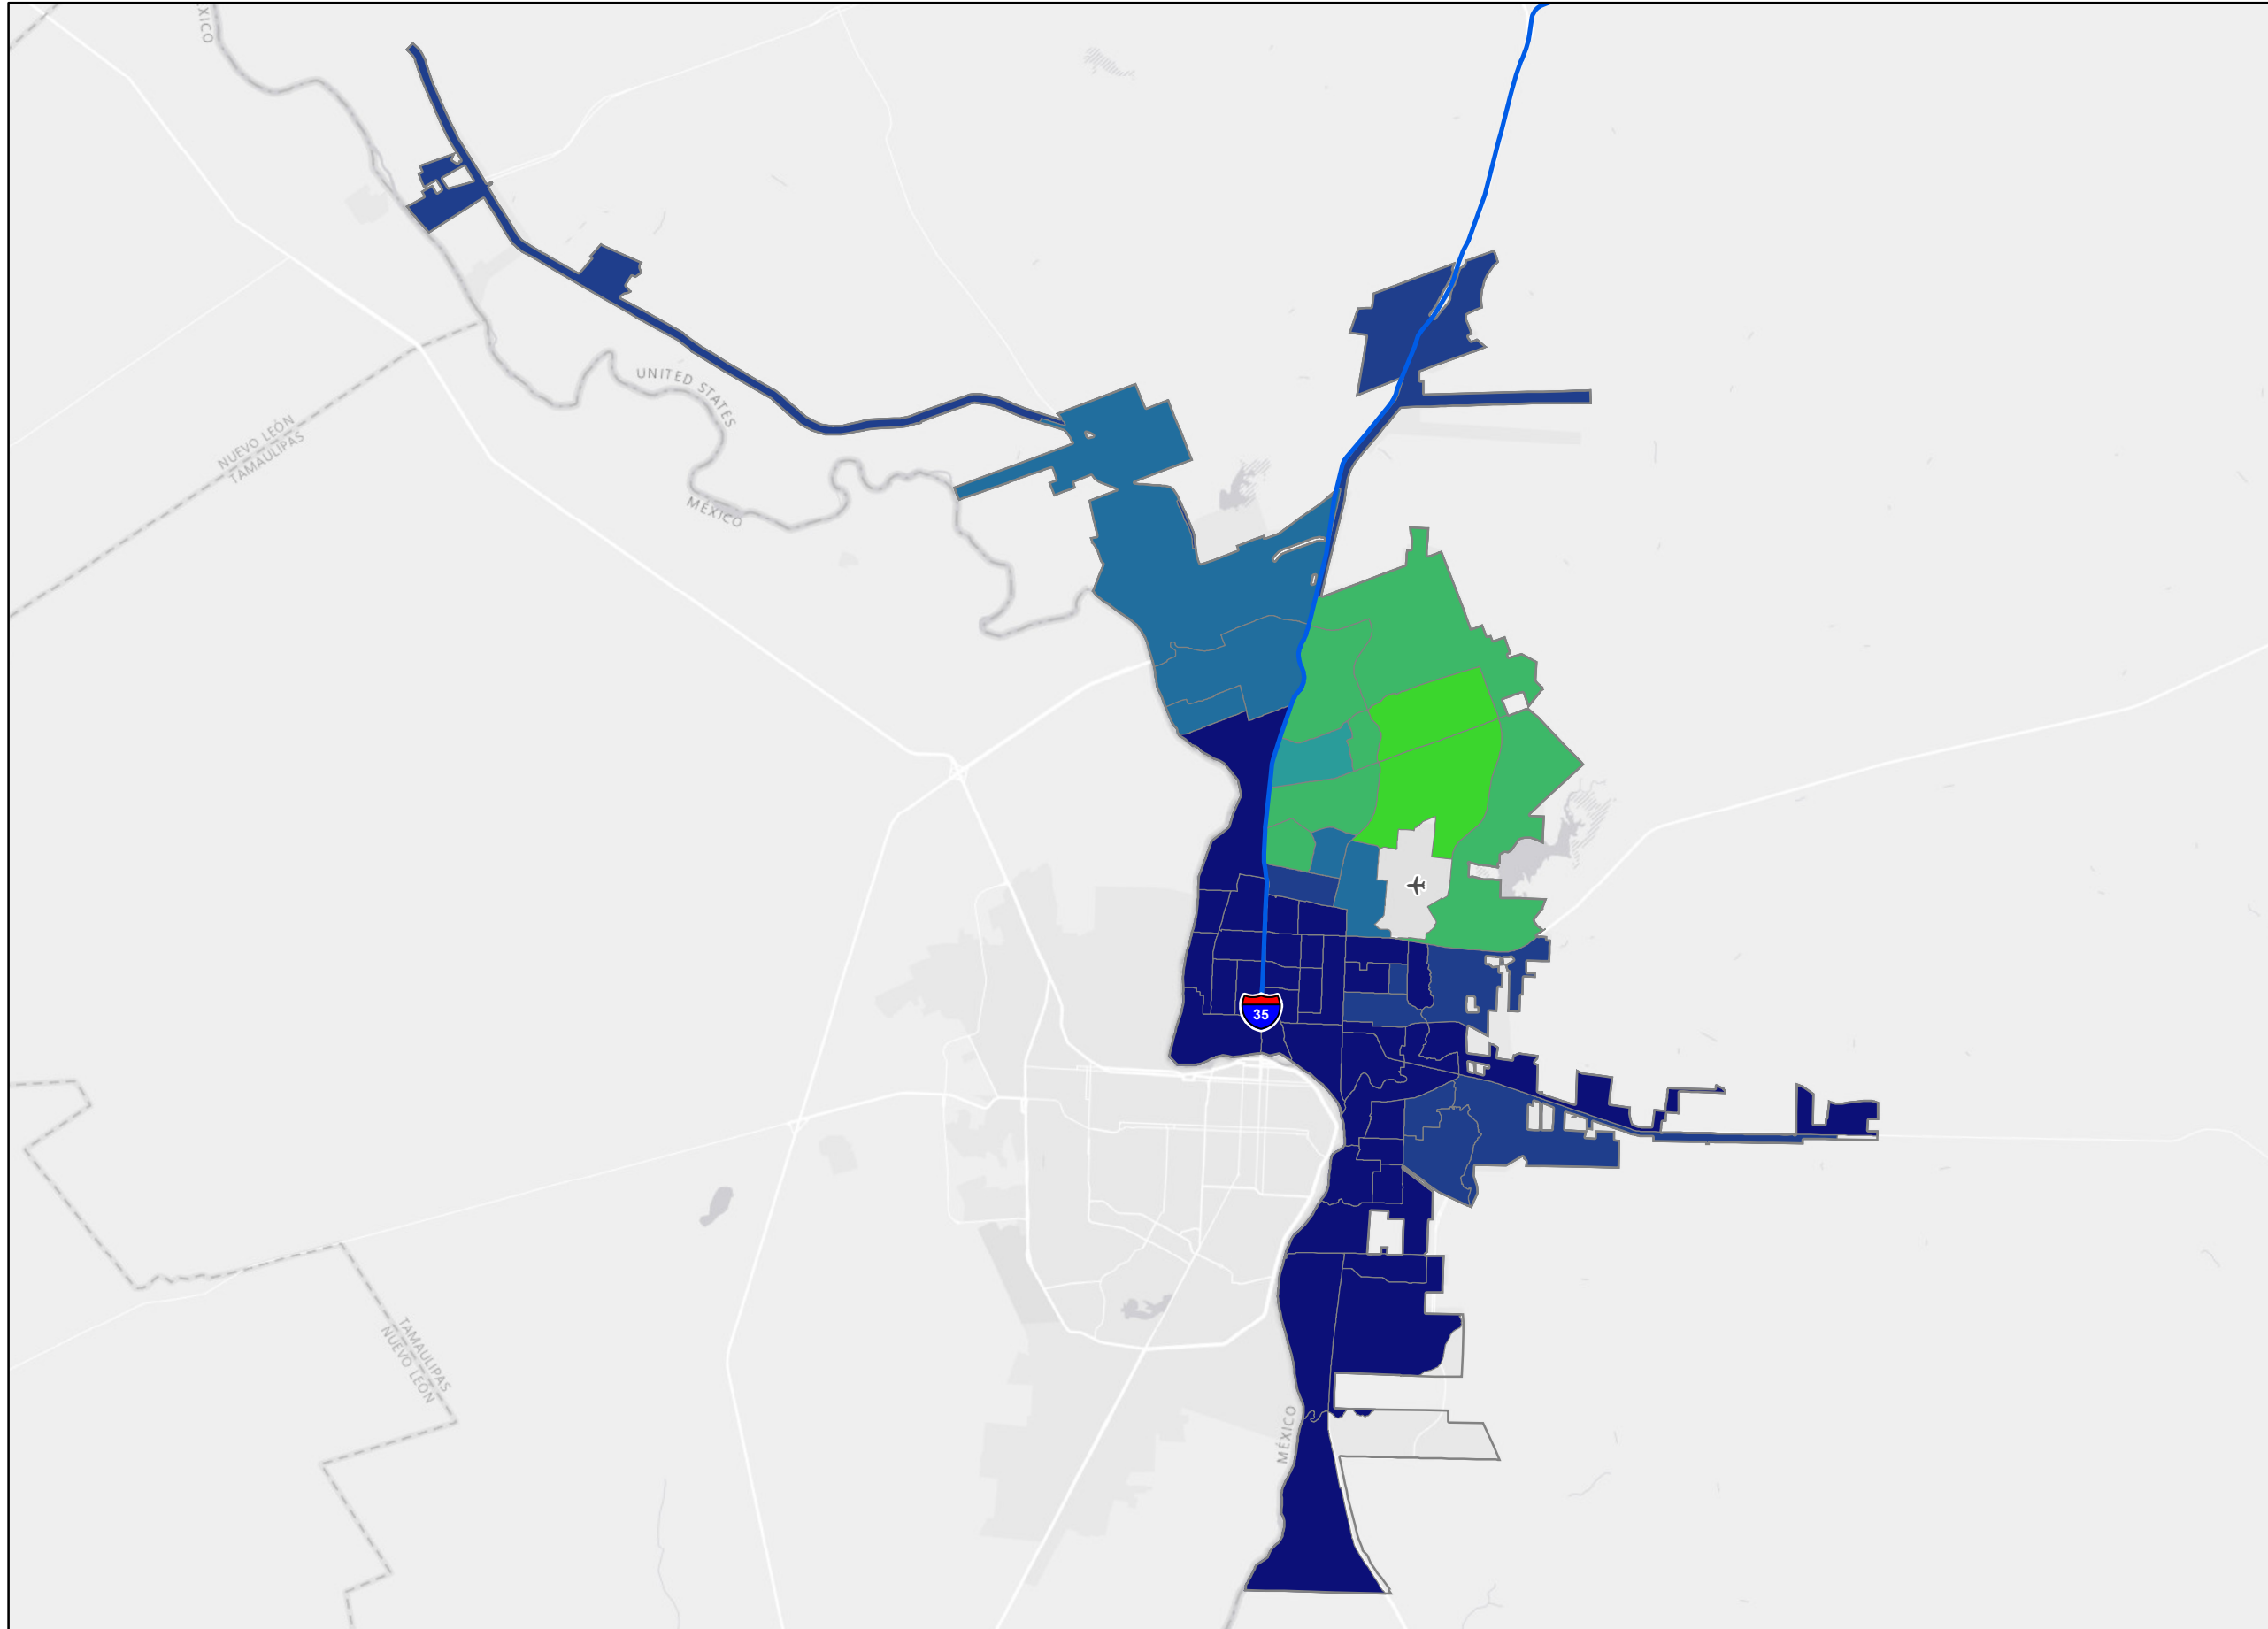 XICO
UNITED STATES
NUEVO LEÓN
TAMAULIPAS
MÉXICO
35
TAMAULIPAS
NUEVO LEÓN
MÉXICO